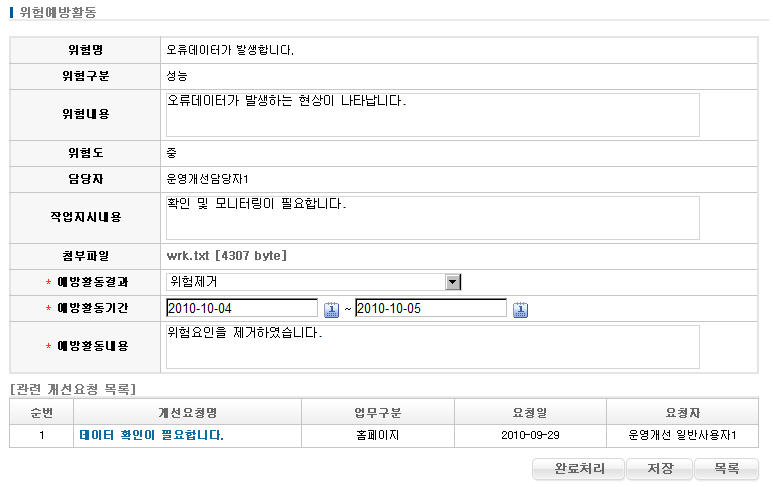 위험예방활동
위험명 오류데이터가 발생합니다.
위험구분 성능
위험내용 오류데이터가 발생하는 현상이 나타납니다.
위험도 중
담당자 운영개선담당자1
작업지시내용 확인 및 모니터링이 필요합니다.
첨부파일 wrk.txt [4307 byte]
* 예방활동결과 위험제거
* 예방활동기간 2010-10-04 ~ 2010-10-05
* 예방활동내용 위험요인을 제거하였습니다.
[관련 개선요청 목록]
순번 개선요청명 업무구분 요청일 요청자
1 데이터 확인이 필요합니다. 홈페이지 2010-09-29 운영개선 일반사용자1
완료처리 저장 목록